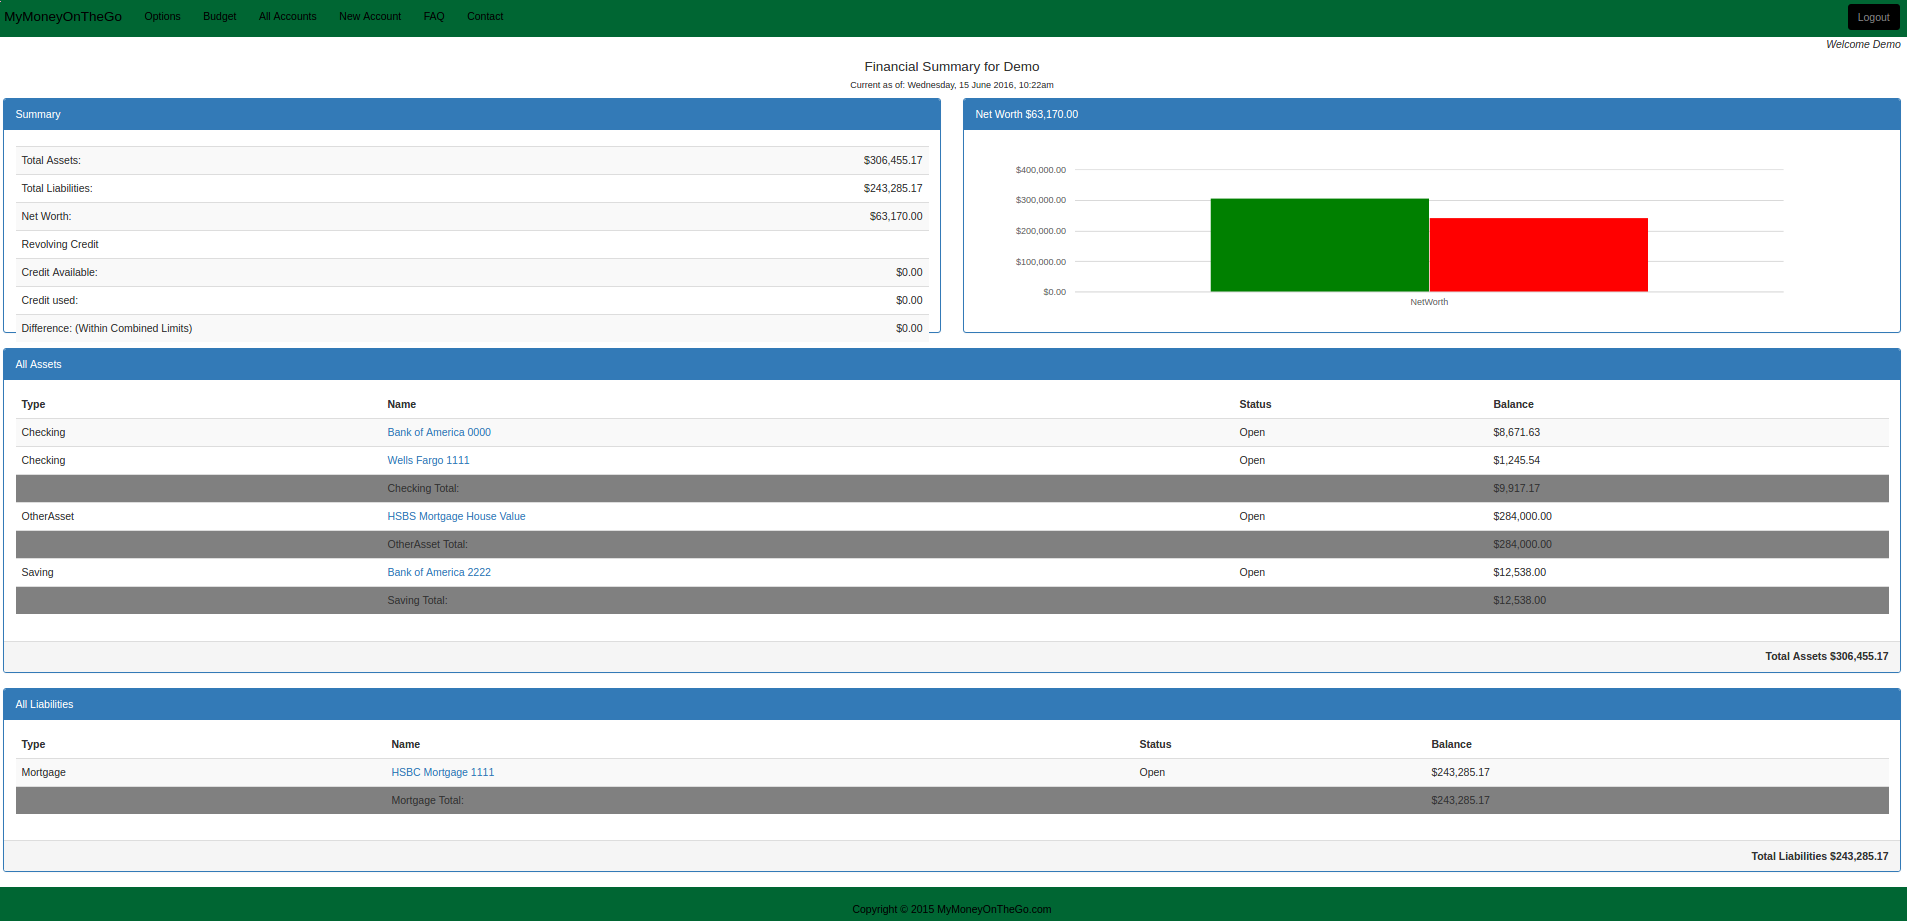 MyMoneyOnTheGo Options Budget All Accounts New Account FAQ Contact Logout
Welcome Demo
Financial Summary for Demo
Current as of: Wednesday, 15 June 2016, 10:22am
Summary
Total Assets: $306,455.17
Total Liabilities: $243,285.17
Net Worth: $63,170.00
Revolving Credit
Credit Available: $0.00
Credit used: $0.00
Difference: (Within Combined Limits) $0.00
Net Worth $63,170.00
$400,000.00
$300,000.00
$200,000.00
$100,000.00
$0.00
NetWorth
All Assets
Type Name Status Balance
Checking Bank of America 0000 Open $8,671.63
Checking Wells Fargo 1111 Open $1,245.54
Checking Total: $9,917.17
OtherAsset HSBS Mortgage House Value Open $284,000.00
OtherAsset Total: $284,000.00
Saving Bank of America 2222 Open $12,538.00
Saving Total: $12,538.00
Total Assets $306,455.17
All Liabilities
Type Name Status Balance
Mortgage HSBC Mortgage 1111 Open $243,285.17
Mortgage Total: $243,285.17
Total Liabilities $243,285.17
Copyright © 2015 MyMoneyOnTheGo.com